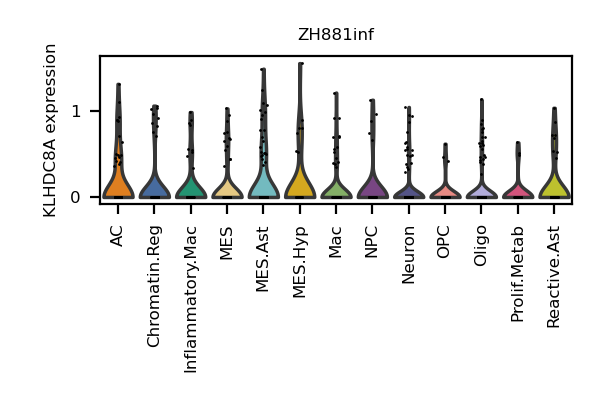 ZH881inf
KLHDC8A expression
1
0
AC
Chromatin.Reg
Inflammatory.Mac
MES
MES.Ast
MES.Hyp
Mac
NPC
Neuron
OPC
Oligo
Prolif.Metab
Reactive.Ast